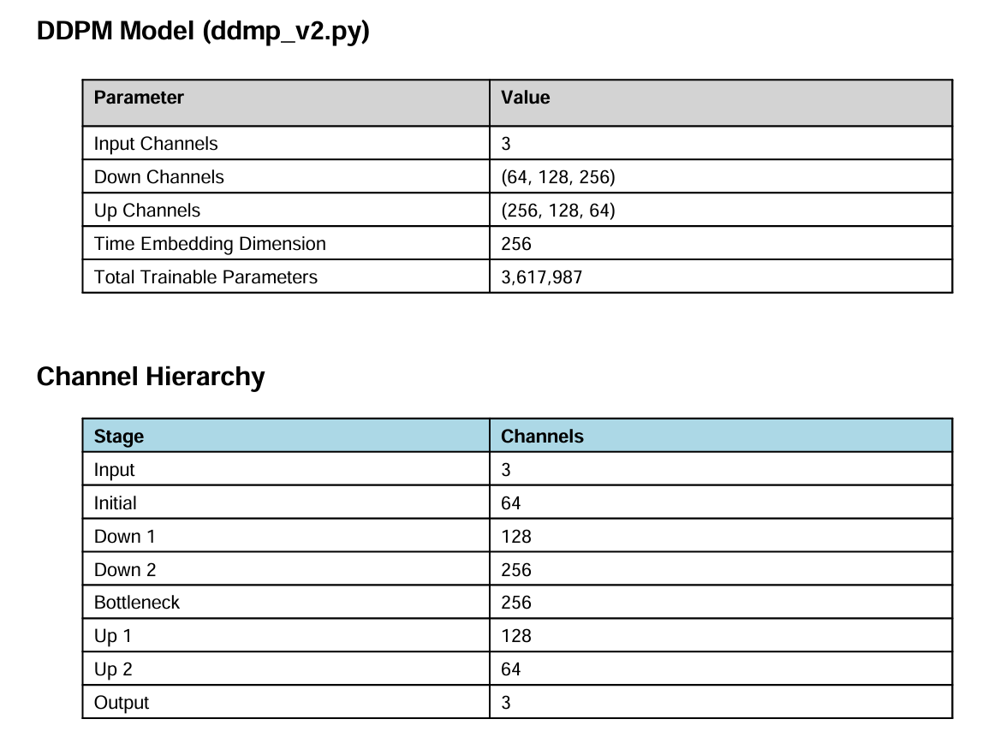 DDPM Model (ddmp_v2.py)
Parameter Value
Input Channels 3
Down Channels (64, 128, 256)
Up Channels (256, 128, 64)
Time Embedding Dimension 256
Total Trainable Parameters 3,617,987
Channel Hierarchy
Stage Channels
Input 3
Initial 64
Down 1 128
Down 2 256
Bottleneck 256
Up 1 128
Up 2 64
Output 3